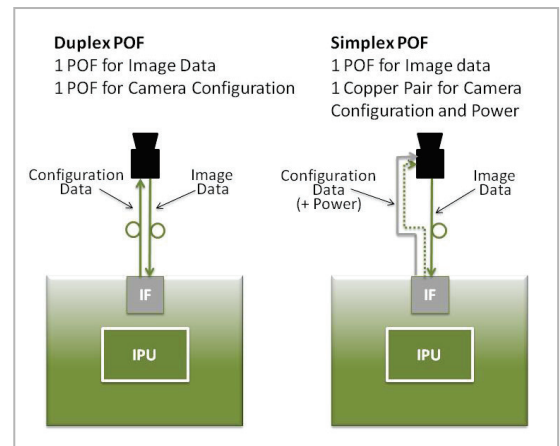 Duplex POF
1 POF for Image Data
1 POF for Camera Configuration
Configuration
Data
Image
Data
IF
IPU
Simplex POF
1 POF for Image data
1 Copper Pair for Camera
Configuration and Power
Configuration
Data
(+ Power)
Image
Data
IF
IPU